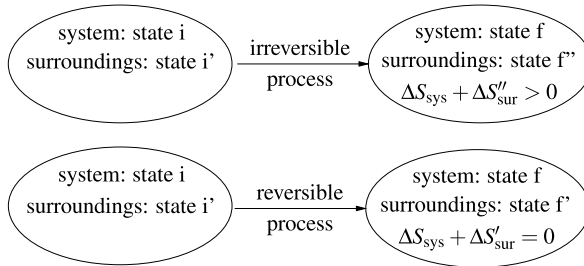 system: state i
surroundings: state i'
irreversible
process
system: state f
surroundings: state f"
ΔS_sys + ΔS''_sur > 0
system: state i
surroundings: state i'
reversible
process
system: state f
surroundings: state f'
ΔS_sys + ΔS'_sur = 0